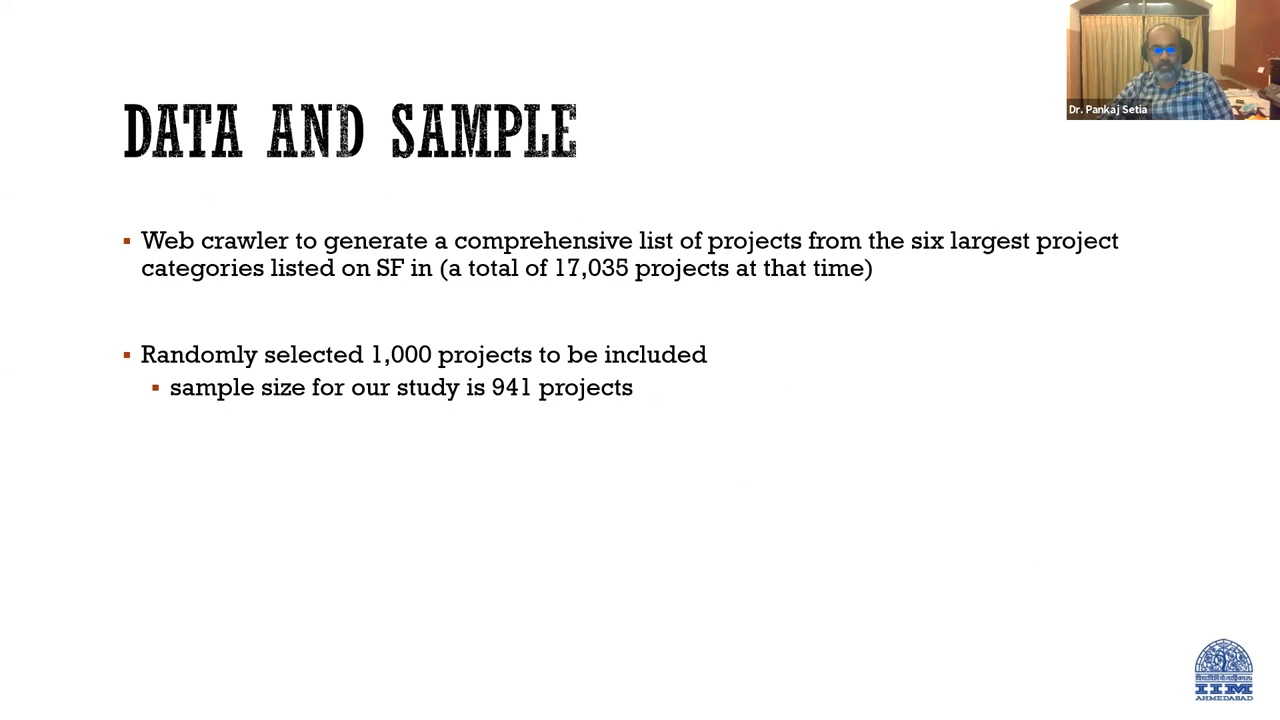 Dr. Pankaj Setia
DATA AND SAMPLE
Web crawler to generate a comprehensive list of projects from the six largest project
categories listed on SF in (a total of 17,035 projects at that time)
Randomly selected 1,000 projects to be included
sample size for our study is 941 projects
IIM
AHMEDABAD